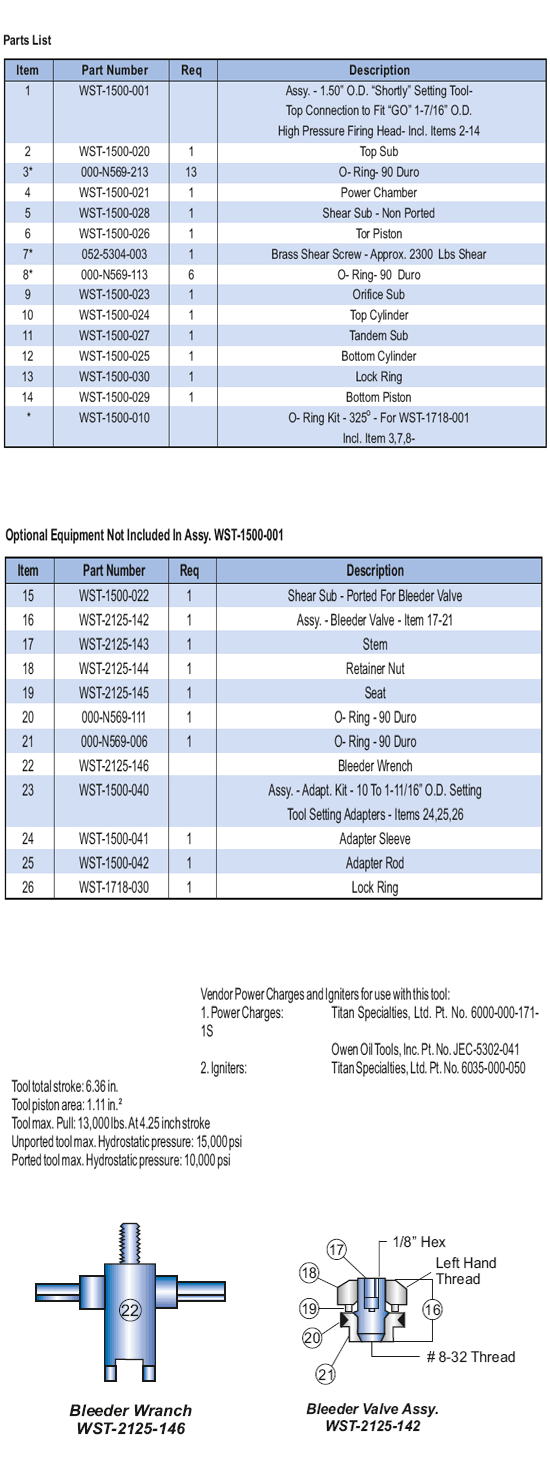 Parts List
Item Part Number Req Description
1 WST-1500-001 Assy. - 1.50” O.D. “Shortly” Setting Tool-
Top Connection to Fit “GO” 1-7/16” O.D.
High Pressure Firing Head- Incl. Items 2-14
2 WST-1500-020 1 Top Sub
3* 000-N569-213 13 O- Ring- 90 Duro
4 WST-1500-021 1 Power Chamber
5 WST-1500-028 1 Shear Sub - Non Ported
6 WST-1500-026 1 Tor Piston
7* 052-5304-003 1 Brass Shear Screw - Approx. 2300 Lbs Shear
8* 000-N569-113 6 O- Ring- 90 Duro
9 WST-1500-023 1 Orifice Sub
10 WST-1500-024 1 Top Cylinder
11 WST-1500-027 1 Tandem Sub
12 WST-1500-025 1 Bottom Cylinder
13 WST-1500-030 1 Lock Ring
14 WST-1500-029 1 Bottom Piston
* WST-1500-010 O- Ring Kit - 325⁰ - For WST-1718-001
Incl. Item 3,7,8-
Optional Equipment Not Included In Assy. WST-1500-001
Item Part Number Req Description
15 WST-1500-022 1 Shear Sub - Ported For Bleeder Valve
16 WST-2125-142 1 Assy. - Bleeder Valve - Item 17-21
17 WST-2125-143 1 Stem
18 WST-2125-144 1 Retainer Nut
19 WST-2125-145 1 Seat
20 000-N569-111 1 O- Ring - 90 Duro
21 000-N569-006 1 O- Ring - 90 Duro
22 WST-2125-146 Bleeder Wrench
23 WST-1500-040 Assy. - Adapt. Kit - 10 To 1-11/16” O.D. Setting
Tool Setting Adapters - Items 24,25,26
24 WST-1500-041 1 Adapter Sleeve
25 WST-1500-042 1 Adapter Rod
26 WST-1718-030 1 Lock Ring
Vendor Power Charges and Igniters for use with this tool:
1. Power Charges: Titan Specialties, Ltd. Pt. No. 6000-000-171-
1S
Owen Oil Tools, Inc. Pt. No. JEC-5302-041
2. Igniters: Titan Specialties, Ltd. Pt. No. 6035-000-050
Tool total stroke: 6.36 in.
Tool piston area: 1.11 in.²
Tool max. Pull: 13,000 lbs. At 4.25 inch stroke
Unported tool max. Hydrostatic pressure: 15,000 psi
Ported tool max. Hydrostatic pressure: 10,000 psi
22
Bleeder Wranch
WST-2125-146
17
1/8” Hex
18
Left Hand
Thread
19
16
20
# 8-32 Thread
21
Bleeder Valve Assy.
WST-2125-142